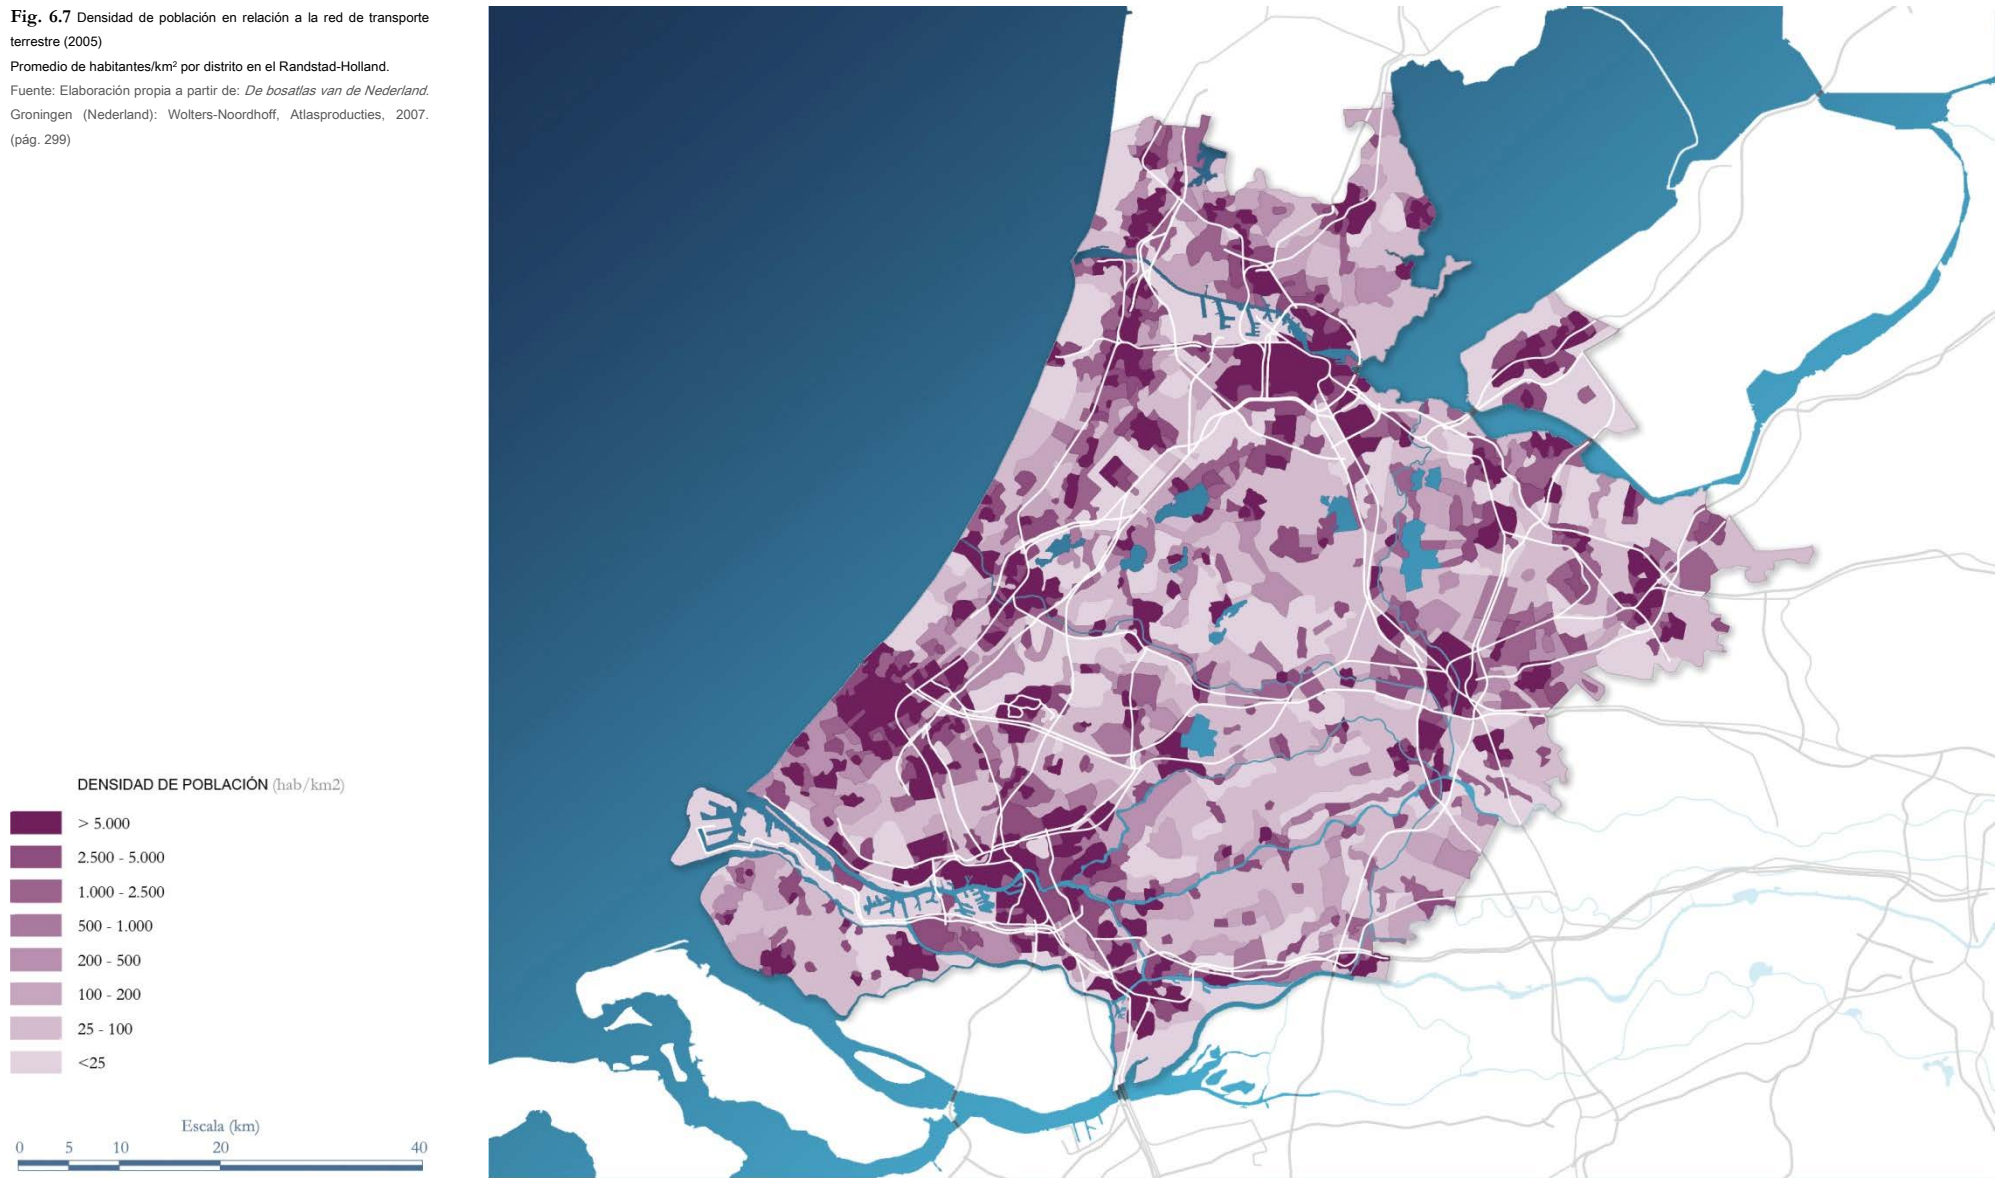 Fig. 6.7 Densidad de población en relación a la red de transporte
terrestre (2005)
Promedio de habitantes/km² por distrito en el Randstad-Holland.
Fuente: Elaboración propia a partir de: De bosatlas van de Nederland.
Groningen (Nederland): Wolters-Noordhoff, Atlasproducties, 2007.
(pág. 299)
DENSIDAD DE POBLACIÓN (hab/km2)
> 5.000
2.500 - 5.000
1.000 - 2.500
500 - 1.000
200 - 500
100 - 200
25 - 100
<25
Escala (km)
0 5 10 20 40